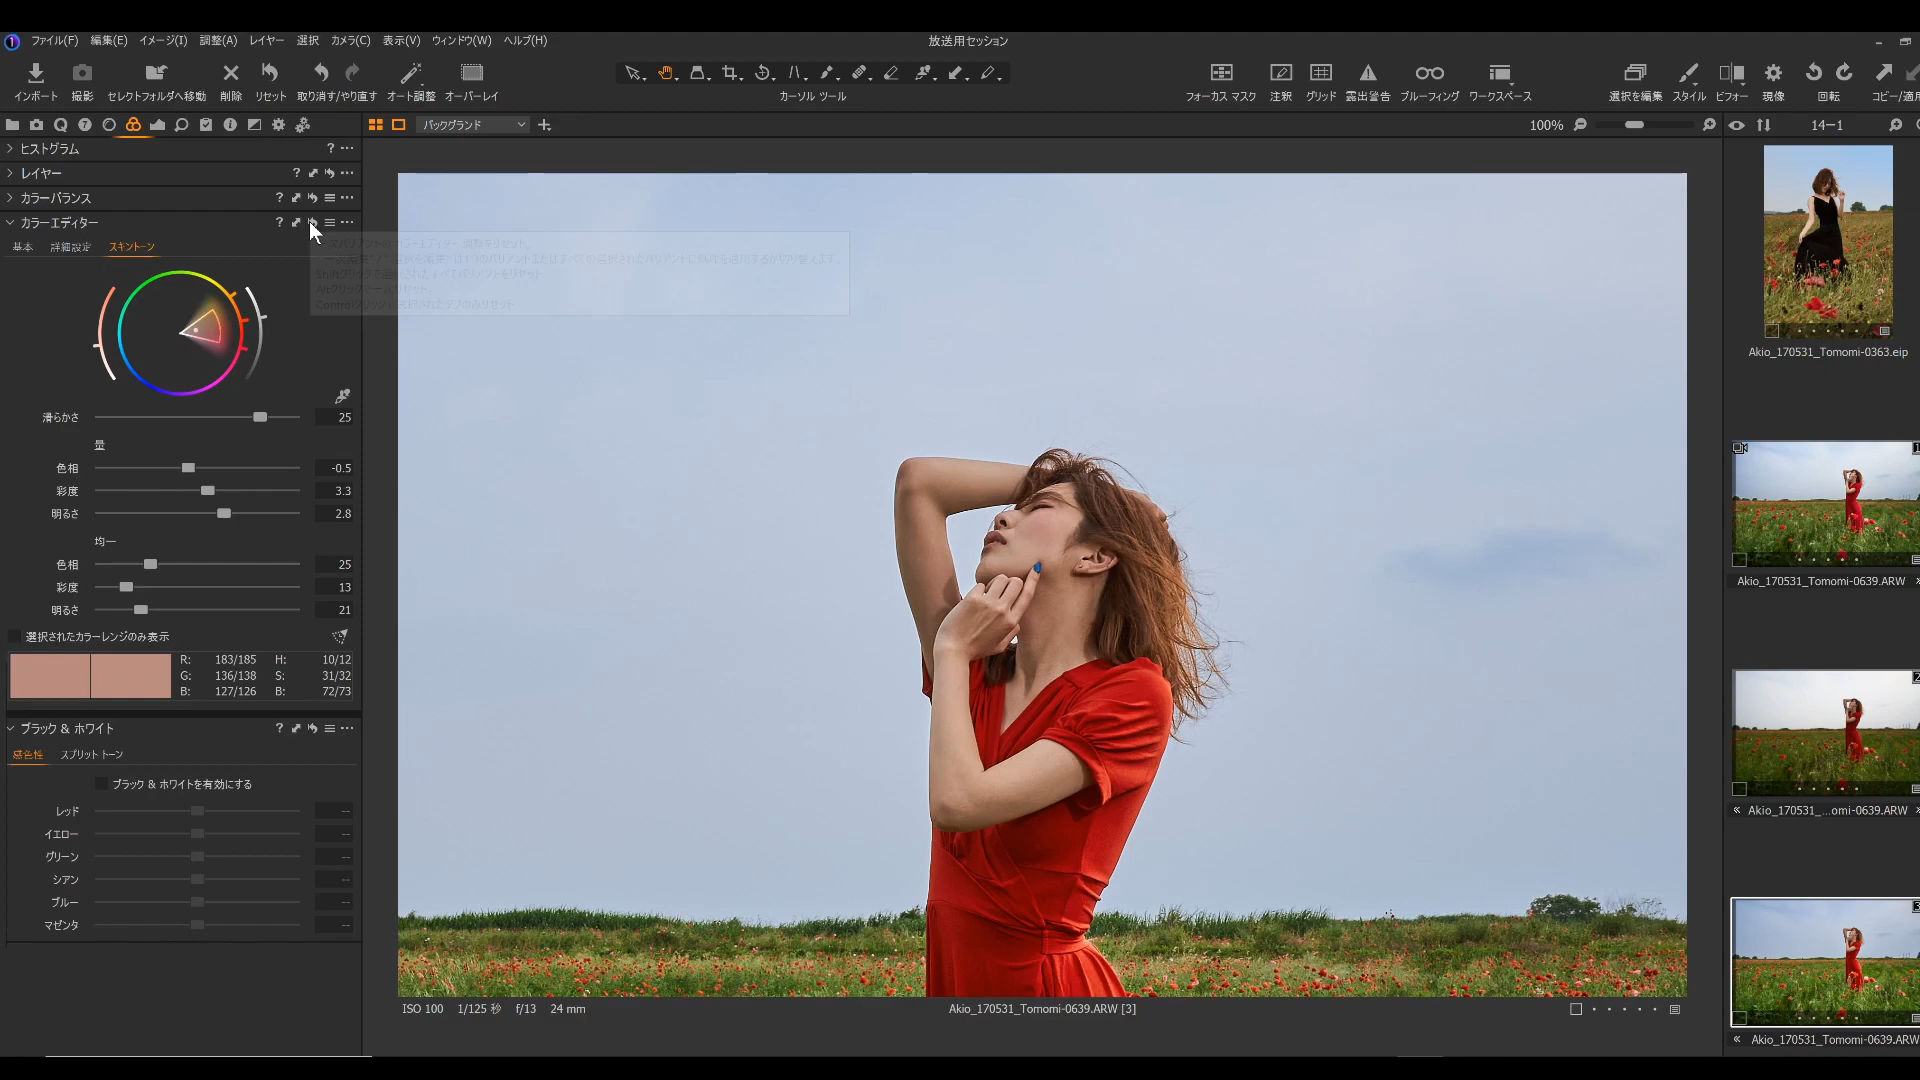 ファイル(F) 編集(E) イメージ(I) 調整(A) レイヤー 選択 カメラ(C) 表示(V) ウィンドウ(W) ヘルプ(H) 放送用セッション
インポート 撮影 セレクトフォルダへ移動 削除 リセット 取り消す/やり直す オート調整 オーバーレイ カーソル ツール フォーカス マスク 注釈 グリッド 露出警告 ブルーフィング ワークスペース 選択を編集 スタイル ビフォー 現像 回転 コピー/適用
バックグランド 100% 14−1
ヒストグラム
レイヤー
カラーバランス
カラーエディター
基本 詳細設定 スキントーン
滑らかさ 25
量
色相 -0.5
彩度 3.3
明るさ 2.8
均一
色相 25
彩度 13
明るさ 21
選択されたカラーレンジのみ表示
R: 183/185 H: 10/12
G: 136/138 S: 31/32
B: 127/126 B: 72/73
ブラック & ホワイト
感色性 スプリット トーン
ブラック & ホワイトを有効にする
レッド --
イエロー --
グリーン --
シアン --
ブルー --
マゼンタ --
ISO 100 1/125 秒 f/13 24 mm Akio_170531_Tomomi-0639.ARW [3]
Akio_170531_Tomomi-0363.eip
Akio_170531_Tomomi-0639.ARW
Akio_170531_...omi-0639.ARW
Akio_170531_Tomomi-0639.ARW